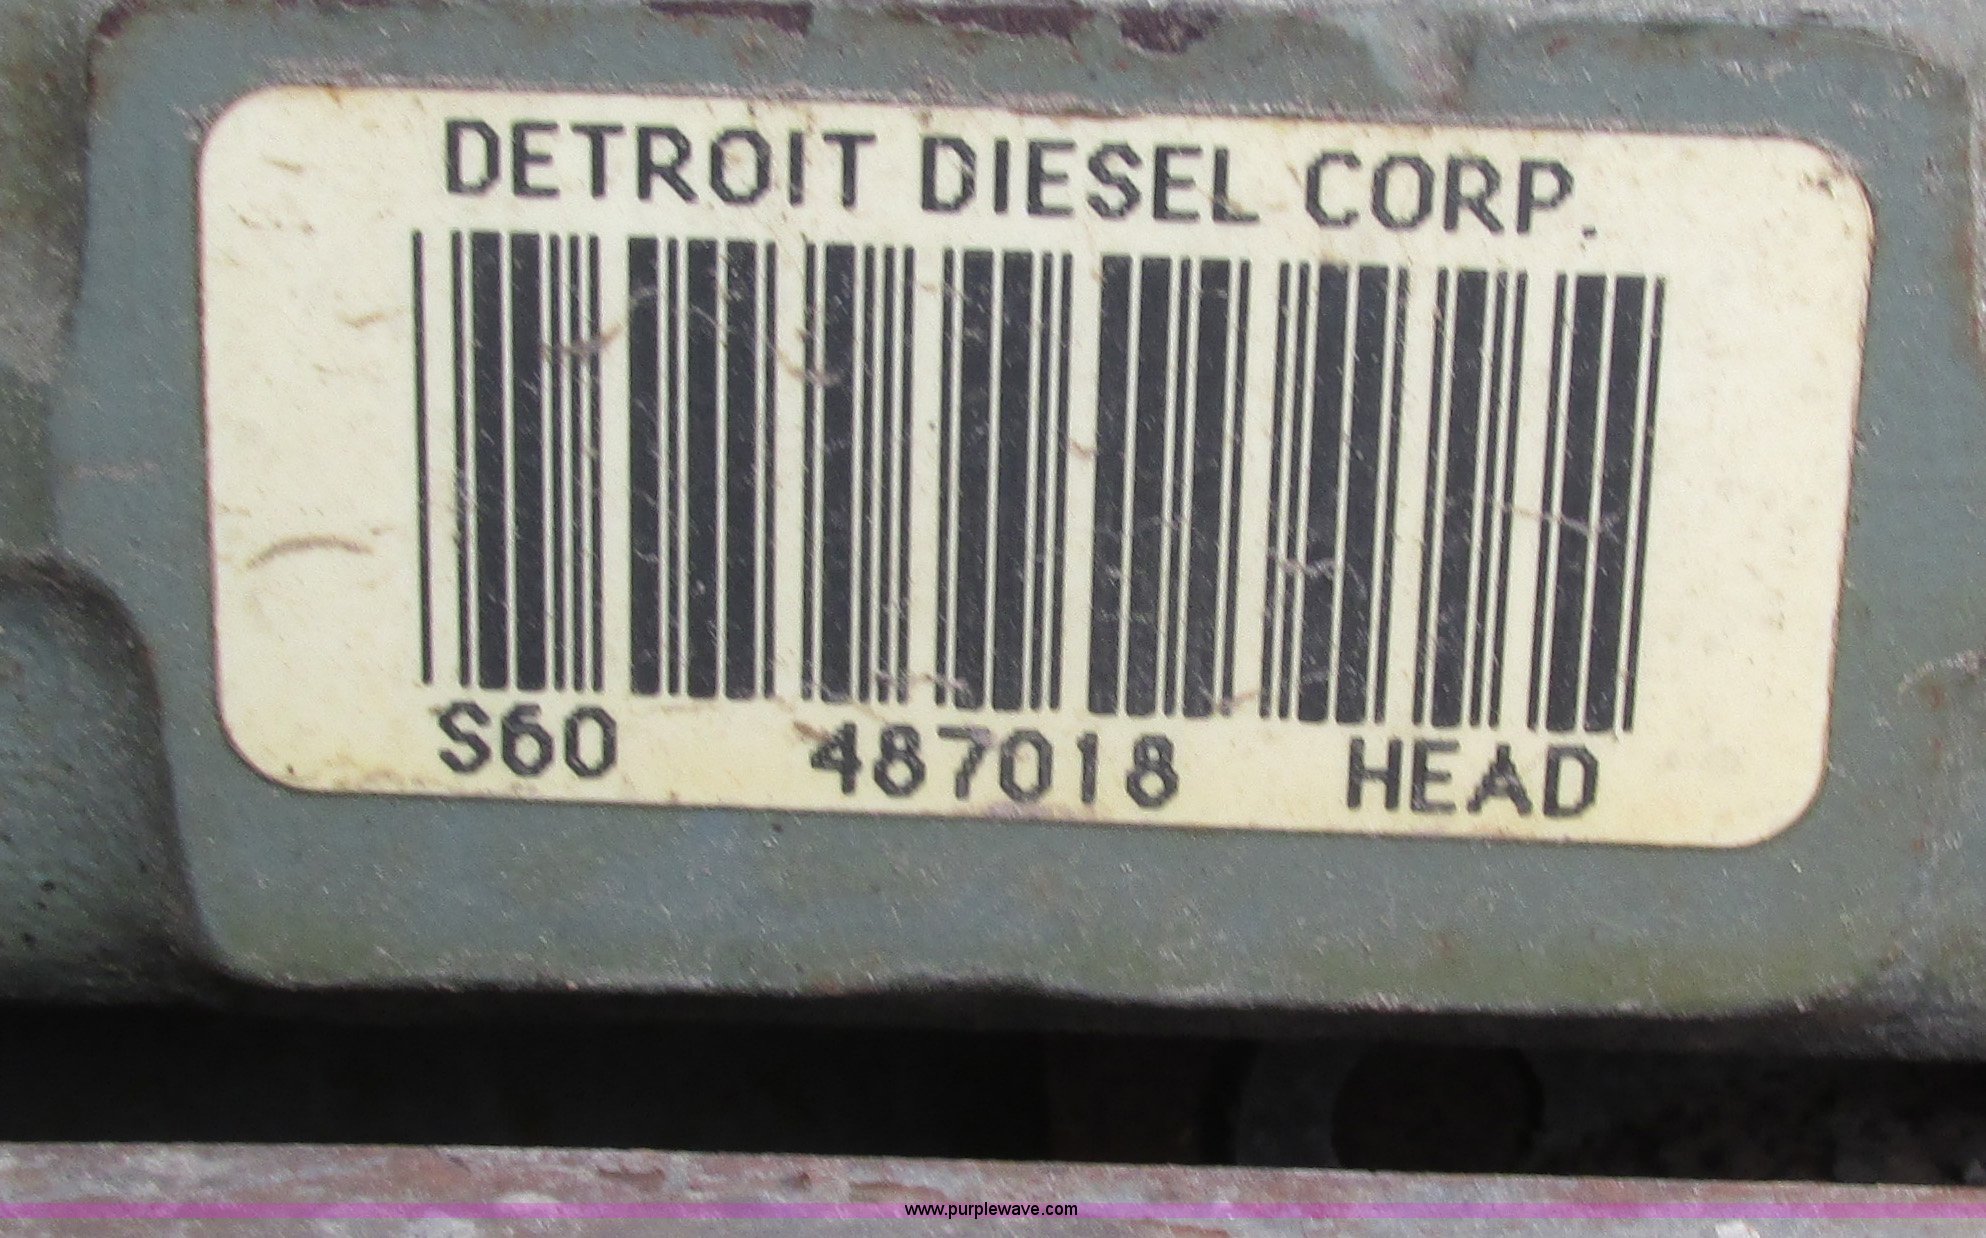 DETROIT DIESEL CORP.
S60 487018 HEAD
www.purplewave.com